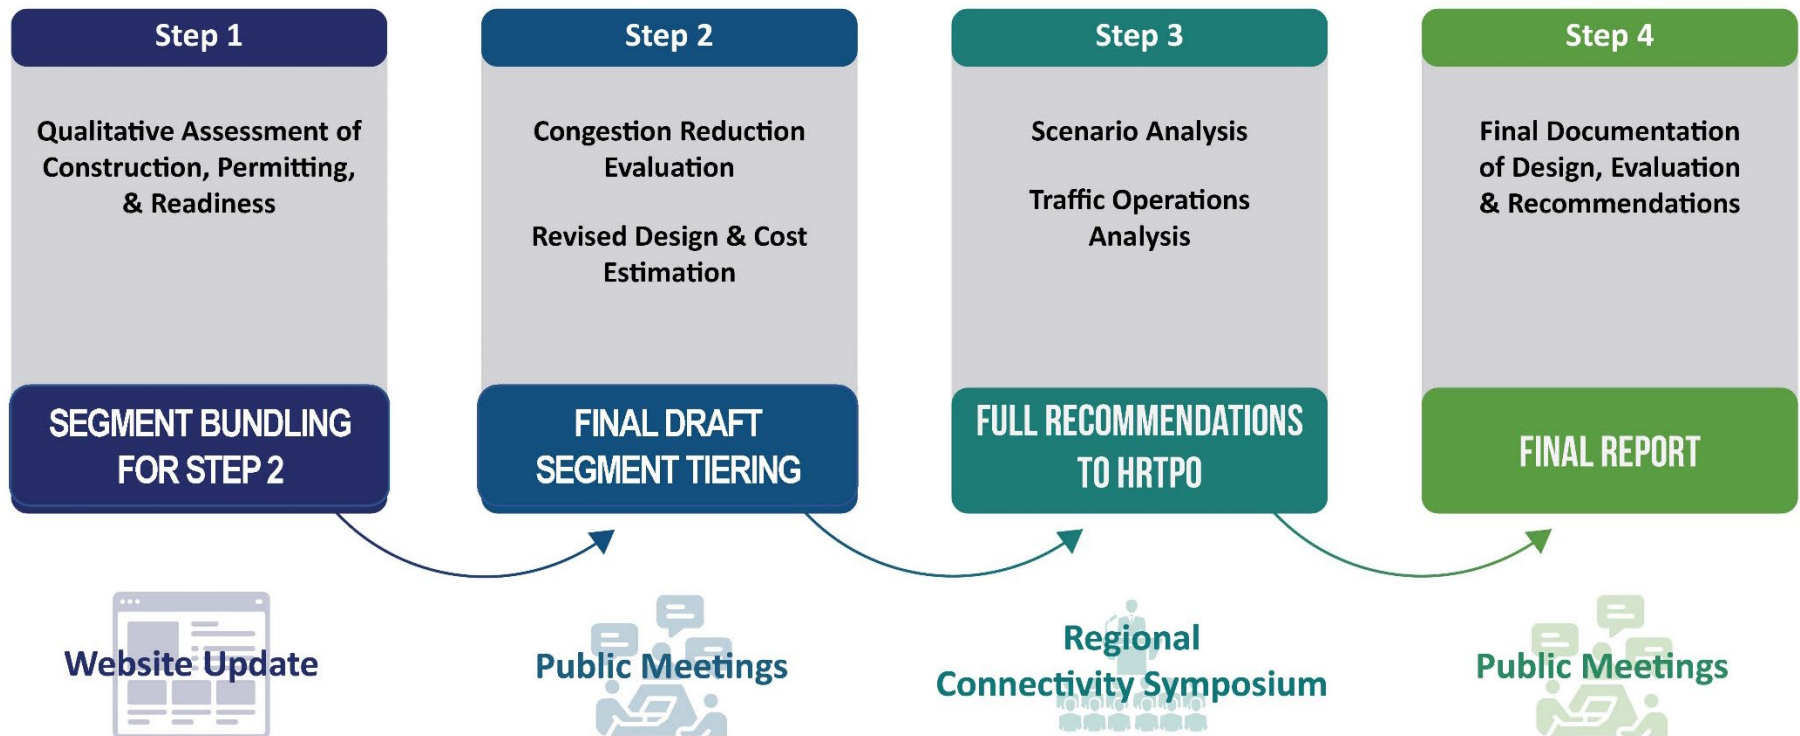 Step 1
Qualitative Assessment of
Construction, Permitting,
& Readiness
SEGMENT BUNDLING
FOR STEP 2
Website Update
Step 2
Congestion Reduction
Evaluation
Revised Design & Cost
Estimation
FINAL DRAFT
SEGMENT TIERING
Public Meetings
Step 3
Scenario Analysis
Traffic Operations
Analysis
FULL RECOMMENDATIONS
TO HRTPO
Regional
Connectivity Symposium
Step 4
Final Documentation
of Design, Evaluation
& Recommendations
FINAL REPORT
Public Meetings